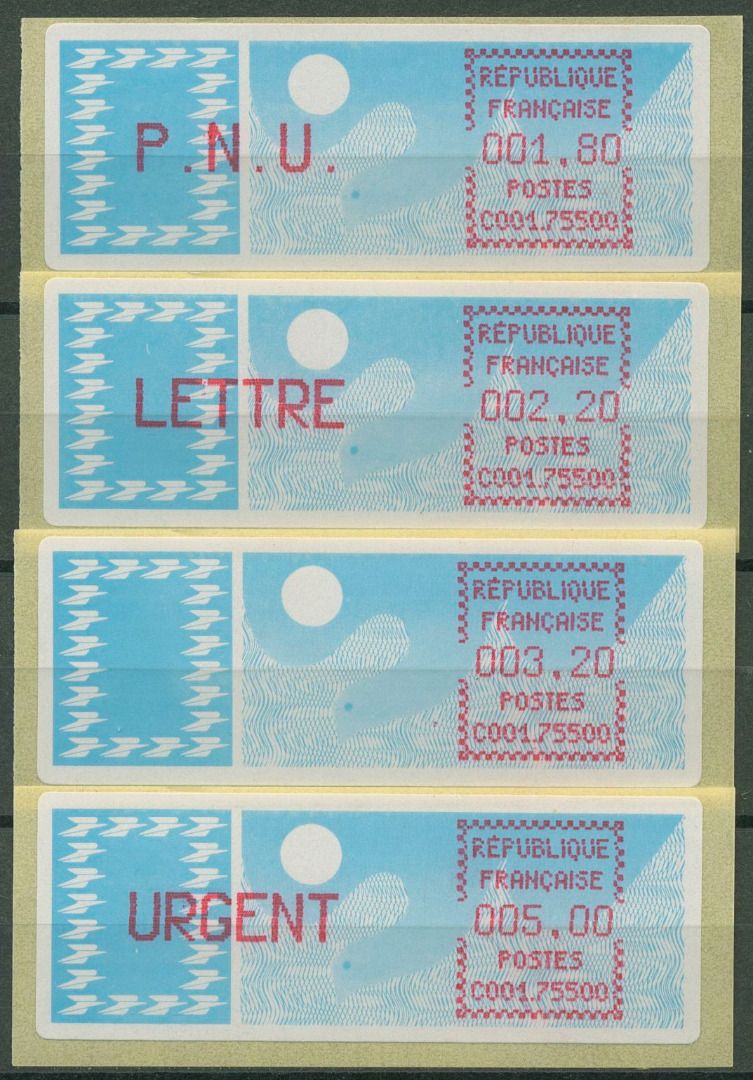 P.N.U.
RÉPUBLIQUE
FRANÇAISE
001,80
POSTES
C001.75500
LETTRE
RÉPUBLIQUE
FRANÇAISE
002,20
POSTES
C001.75500
RÉPUBLIQUE
FRANÇAISE
003,20
POSTES
C001.75500
URGENT
RÉPUBLIQUE
FRANÇAISE
005,00
POSTES
C001.75500